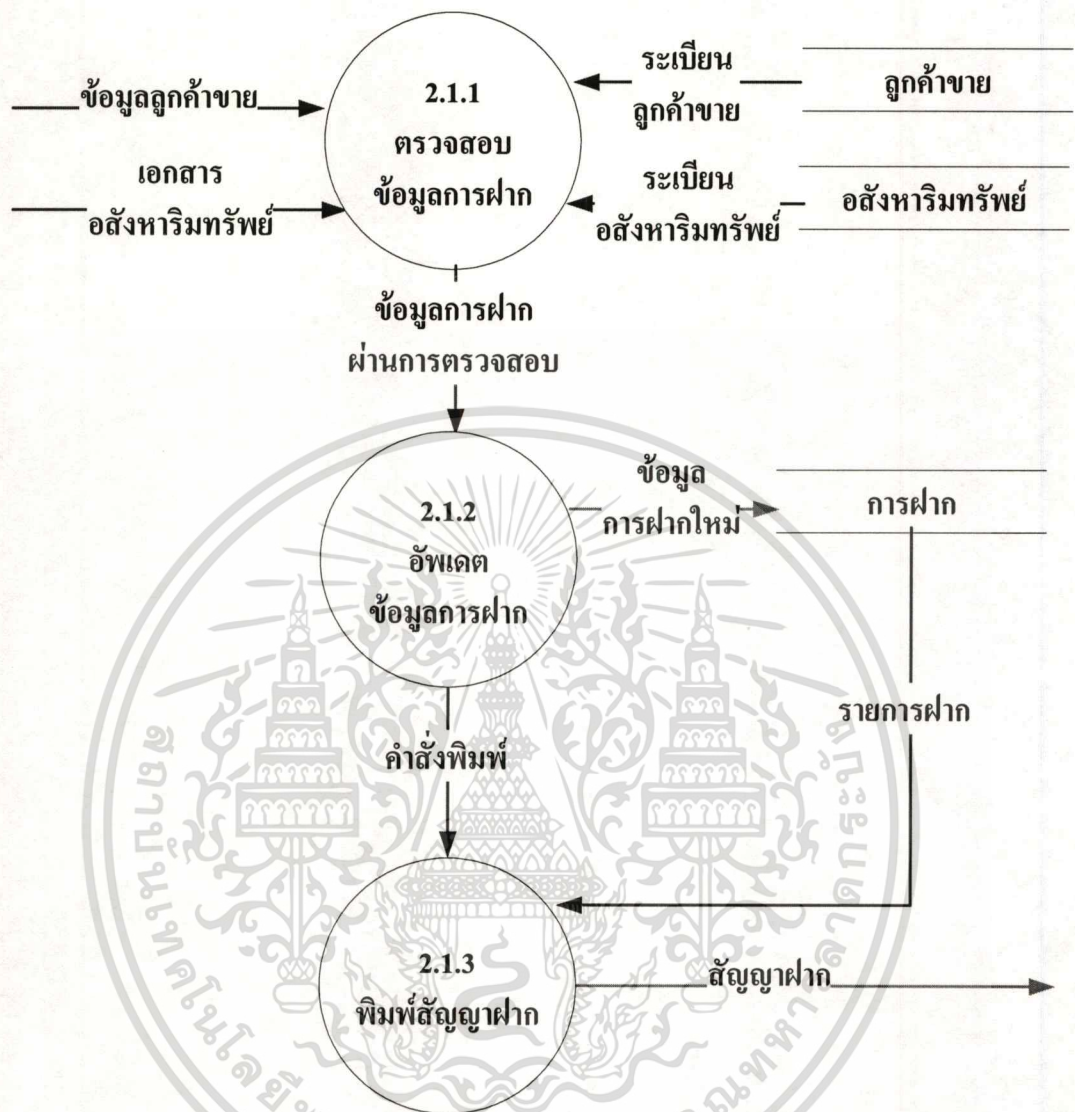 ข้อมูลลูกค้าขาย
เอกสาร
อสังหาริมทรัพย์
2.1.1
ตรวจสอบ
ข้อมูลการฝาก
ระเบียน
ลูกค้าขาย
ลูกค้าขาย
ระเบียน
อสังหาริมทรัพย์
อสังหาริมทรัพย์
ข้อมูลการฝาก
ผ่านการตรวจสอบ
2.1.2
อัพเดต
ข้อมูลการฝาก
ข้อมูล
การฝากใหม่
การฝาก
รายการฝาก
คำสั่งพิมพ์
2.1.3
พิมพ์สัญญาฝาก
สัญญาฝาก